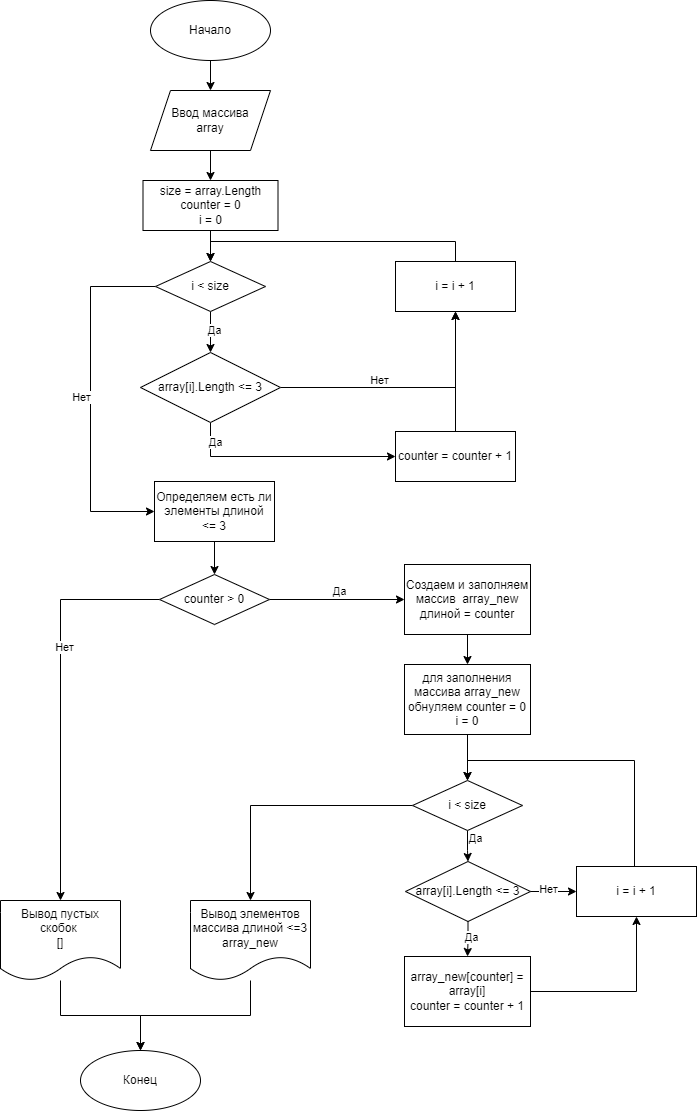 Начало
Ввод массива
array
size = array.Length
counter = 0
i = 0
i < size
i = i + 1
Да
array[i].Length <= 3
Нет
Нет
Да
counter = counter + 1
Определяем есть ли
элементы длиной
<= 3
counter > 0
Да
Создаем и заполняем
массив array_new
длиной = counter
Нет
для заполнения
массива array_new
обнуляем counter = 0
i = 0
i < size
Да
array[i].Length <= 3
Нет
i = i + 1
Вывод пустых
скобок
[]
Вывод элементов
массива длиной <=3
array_new
Да
array_new[counter] =
array[i]
counter = counter + 1
Конец